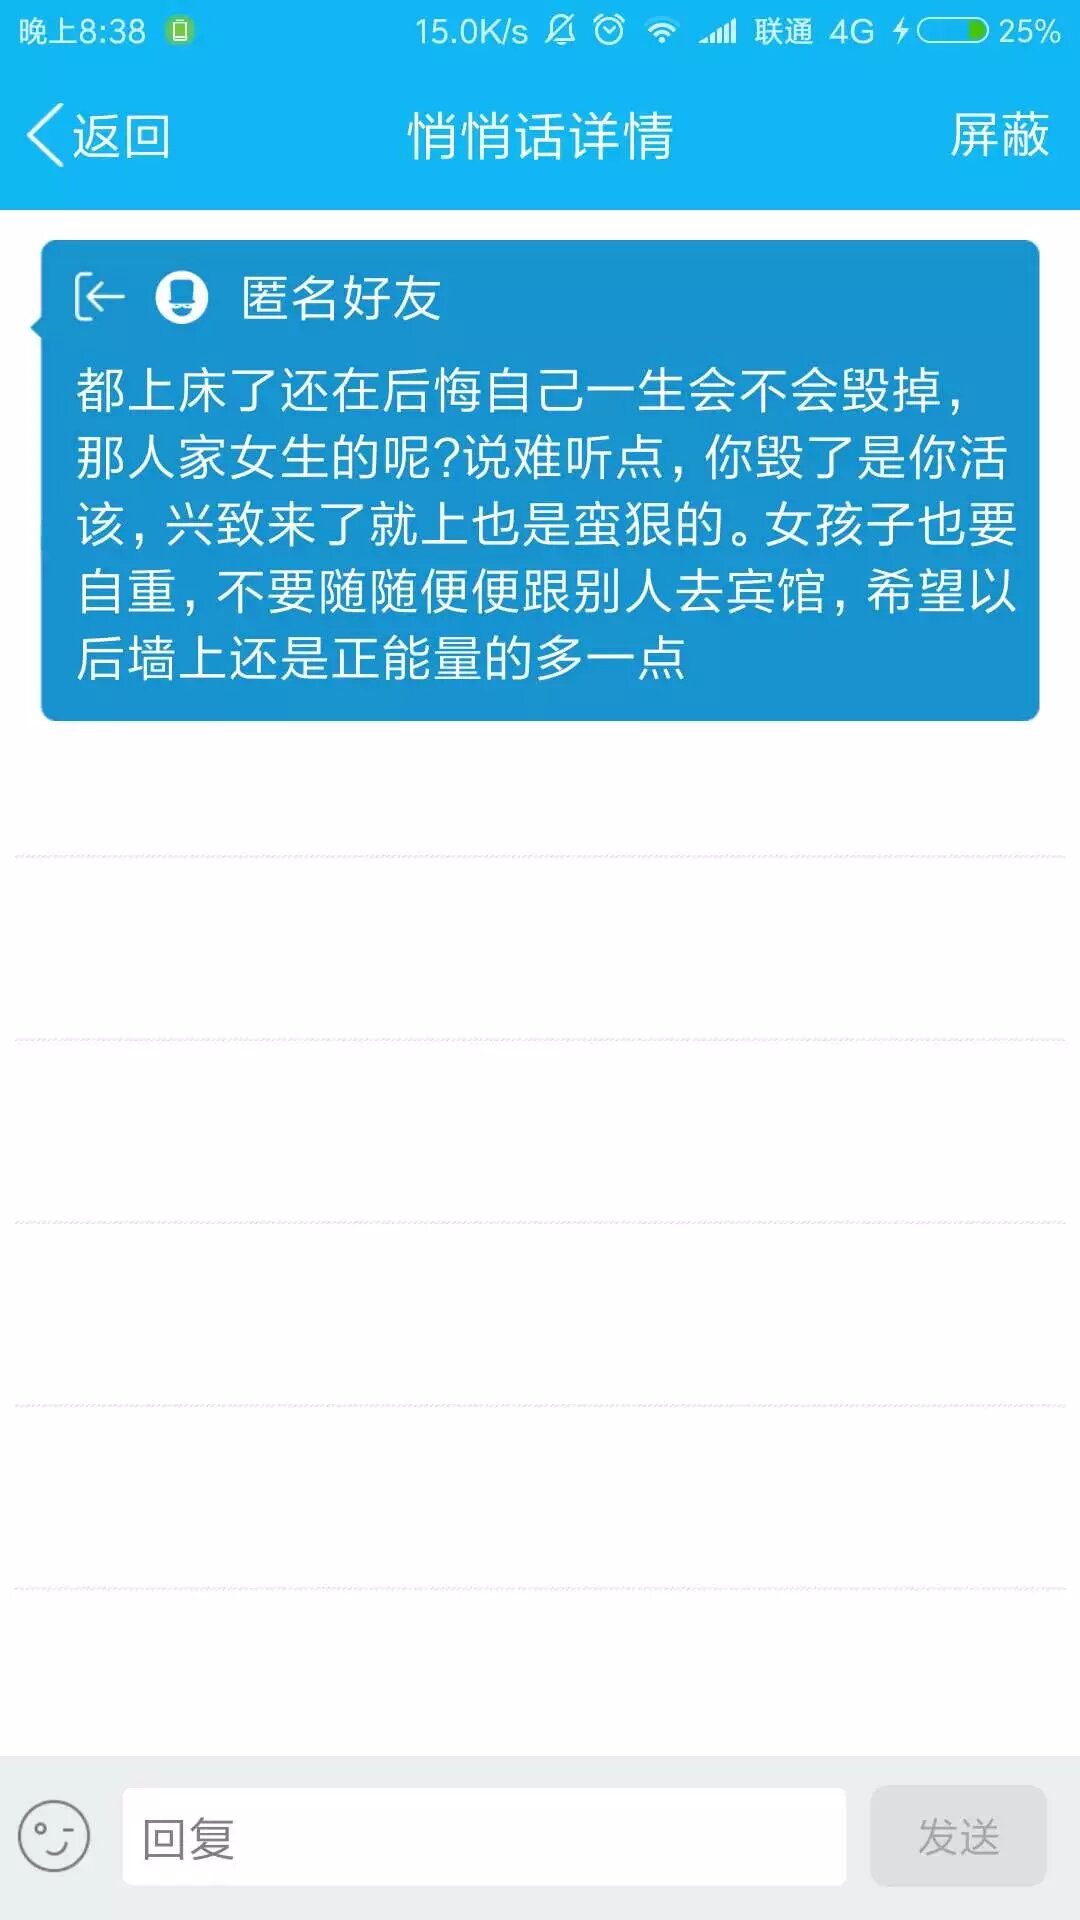 晚上8:38 15.0K/s 联通 4G 25%
返回 悄悄话详情 屏蔽
匿名好友
都上床了还在后悔自己一生会不会毁掉,
那人家女生的呢?说难听点,你毁了是你活
该,兴致来了就上也是蛮狠的。女孩子也要
自重,不要随随便便跟别人去宾馆,希望以
后墙上还是正能量的多一点
回复 发送